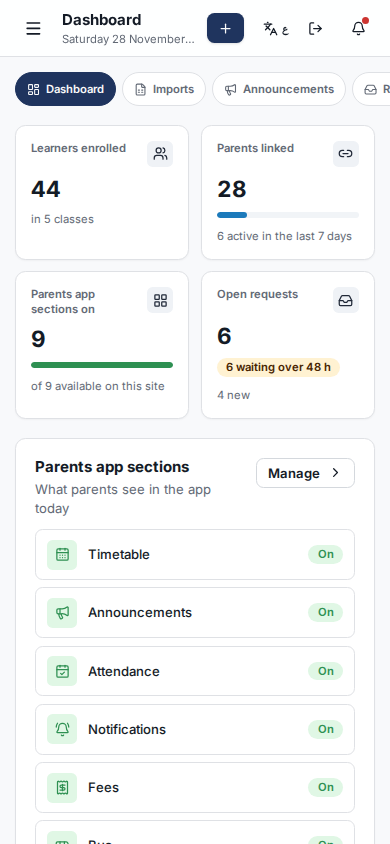 Dashboard
Saturday 28 November...
ع
Dashboard
Imports
Announcements
R
Learners enrolled
44
in 5 classes
Parents linked
28
6 active in the last 7 days
Parents app
sections on
9
of 9 available on this site
Open requests
6
6 waiting over 48 h
4 new
Parents app sections
What parents see in the app
today
Manage
Timetable
On
Announcements
On
Attendance
On
Notifications
On
Fees
On
Bus
On